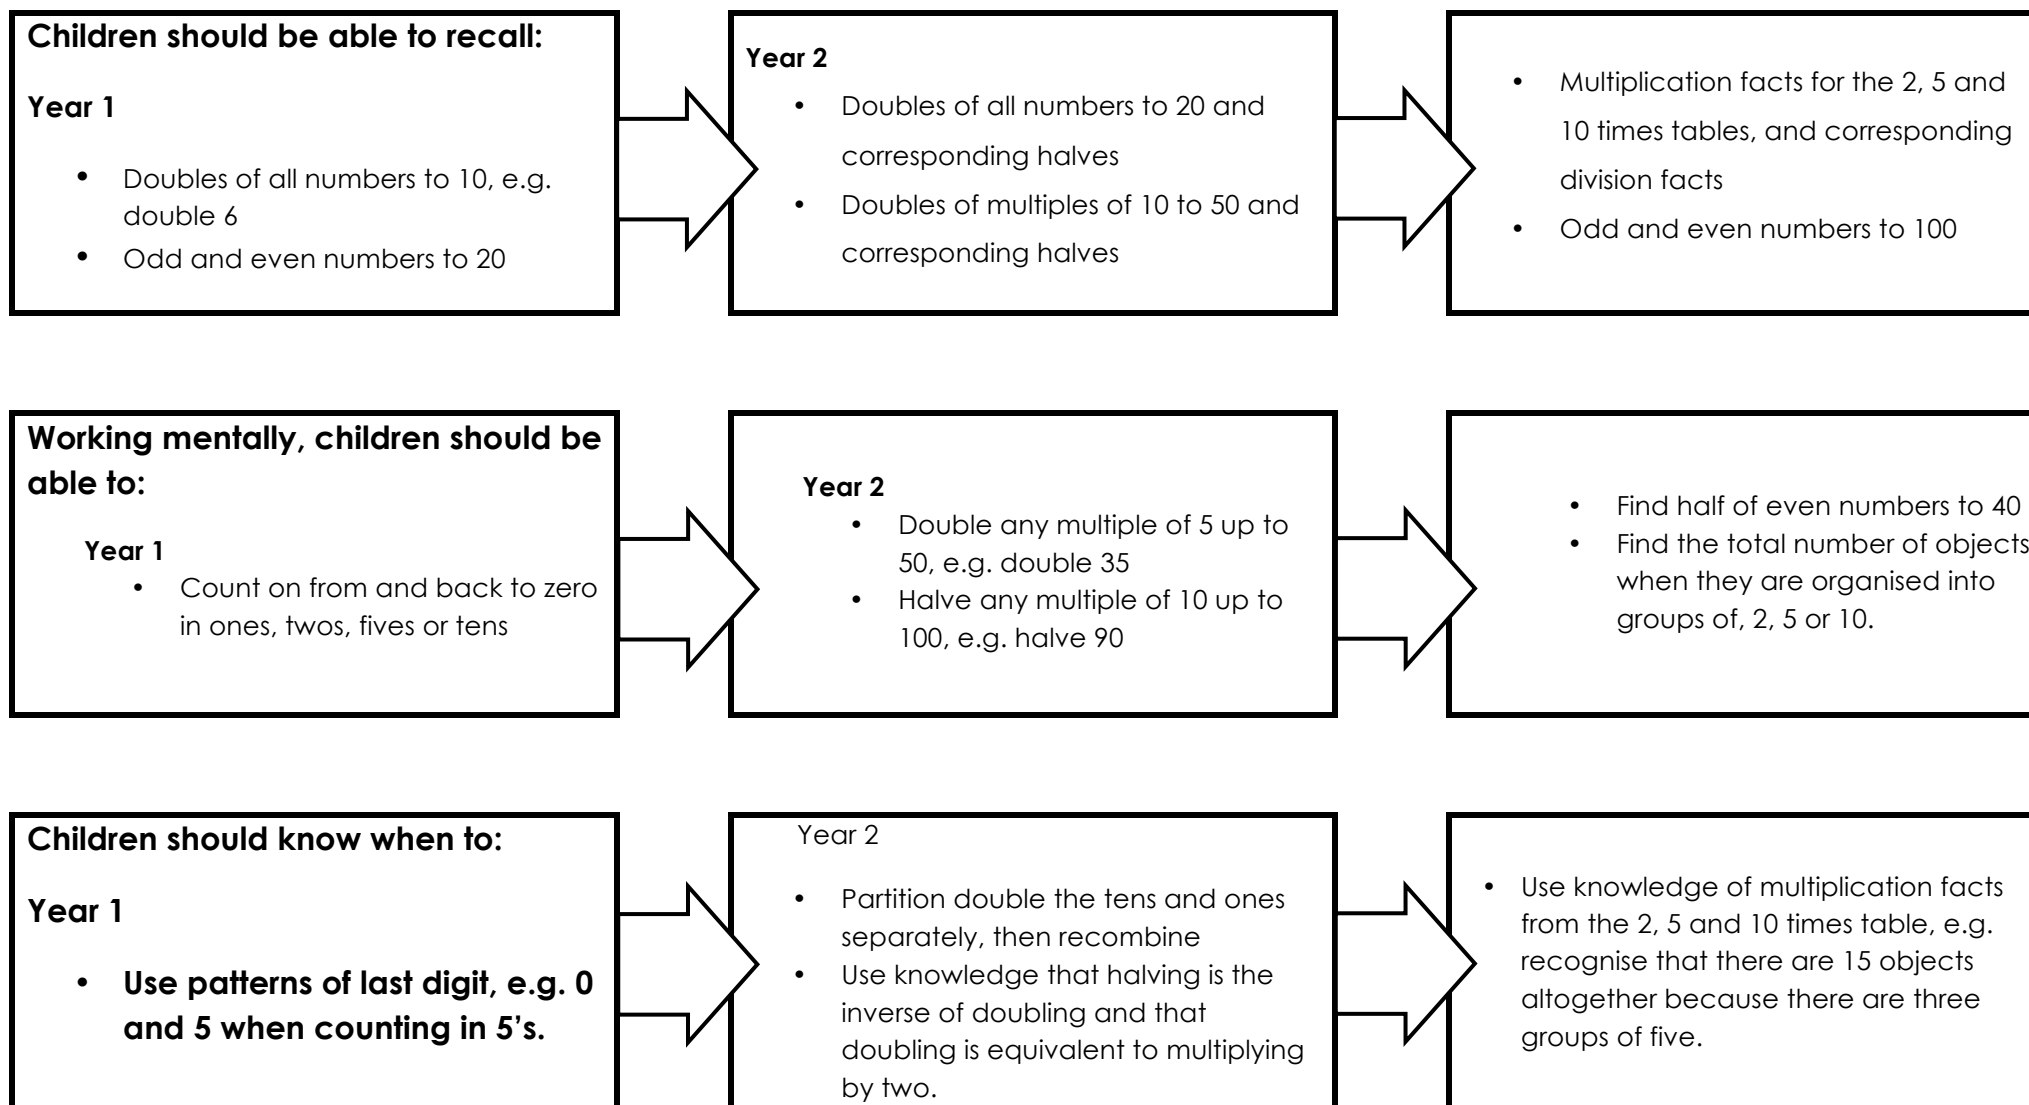 Children should be able to recall:
Year 1
• Doubles of all numbers to 10, e.g.
double 6
• Odd and even numbers to 20
Year 2
• Doubles of all numbers to 20 and
corresponding halves
• Doubles of multiples of 10 to 50 and
corresponding halves
• Multiplication facts for the 2, 5 and
10 times tables, and corresponding
division facts
• Odd and even numbers to 100
Working mentally, children should be
able to:
Year 1
• Count on from and back to zero
in ones, twos, fives or tens
Year 2
• Double any multiple of 5 up to
50, e.g. double 35
• Halve any multiple of 10 up to
100, e.g. halve 90
• Find half of even numbers to 40
• Find the total number of objects
when they are organised into
groups of, 2, 5 or 10.
Children should know when to:
Year 1
• Use patterns of last digit, e.g. 0
and 5 when counting in 5’s.
Year 2
• Partition double the tens and ones
separately, then recombine
• Use knowledge that halving is the
inverse of doubling and that
doubling is equivalent to multiplying
by two.
• Use knowledge of multiplication facts
from the 2, 5 and 10 times table, e.g.
recognise that there are 15 objects
altogether because there are three
groups of five.